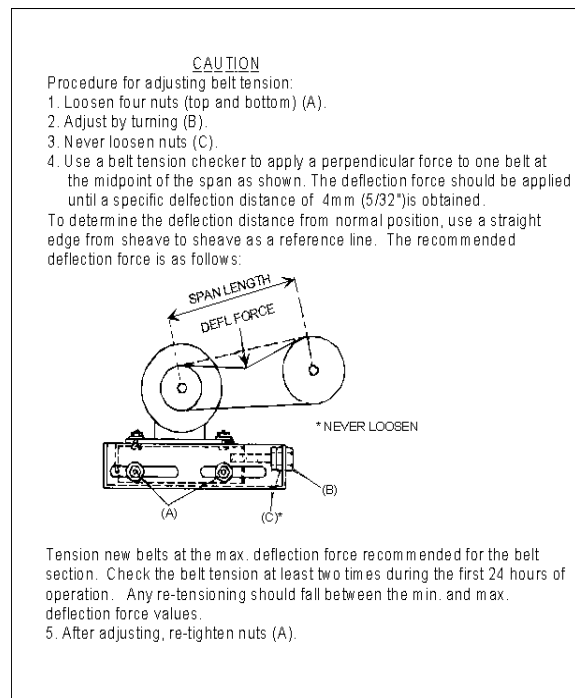 CAUTION
Procedure for adjusting belt tension:
1. Loosen four nuts (top and bottom) (A).
2. Adjust by turning (B).
3. Never loosen nuts (C).
4. Use a belt tension checker to apply a perpendicular force to one belt at
the midpoint of the span as shown. The deflection force should be applied
until a specific delfection distance of 4mm (5/32")is obtained.
To determine the deflection distance from normal position, use a straight
edge from sheave to sheave as a reference line. The recommended
deflection force is as follows:
SPAN LENGTH
DEFL FORCE
* NEVER LOOSEN
(B)
(A)
(C)*
Tension new belts at the max. deflection force recommended for the belt
section. Check the belt tension at least two times during the first 24 hours of
operation. Any re-tensioning should fall between the min. and max.
deflection force values.
5. After adjusting, re-tighten nuts (A).